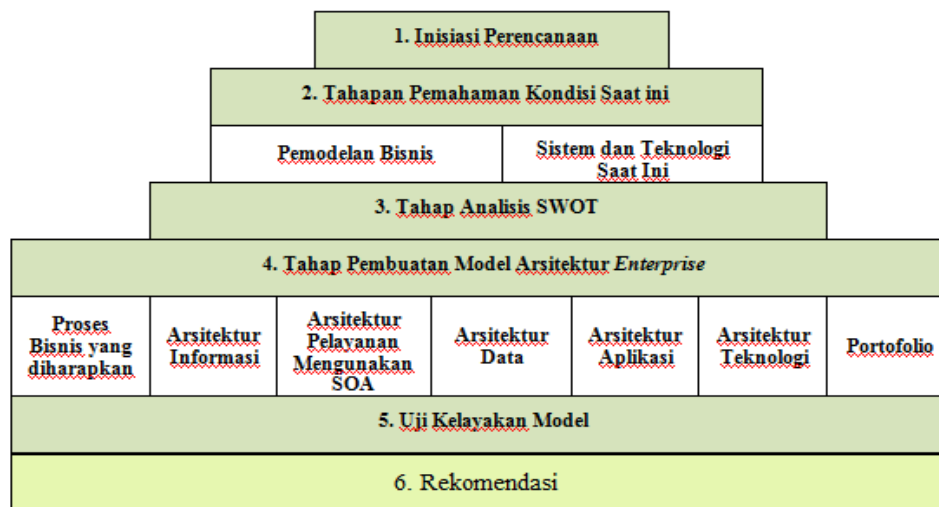 1. Inisiasi Perencanaan
2. Tahapan Pemahaman Kondisi Saat ini
Pemodelan Bisnis
Sistem dan Teknologi
Saat Ini
3. Tahap Analisis SWOT
4. Tahap Pembuatan Model Arsitektur Enterprise
Proses
Bisnis yang
diharapkan
Arsitektur
Informasi
Arsitektur
Pelayanan
Mengunakan
SOA
Arsitektur
Data
Arsitektur
Aplikasi
Arsitektur
Teknologi
Portofolio
5. Uji Kelayakan Model
6. Rekomendasi